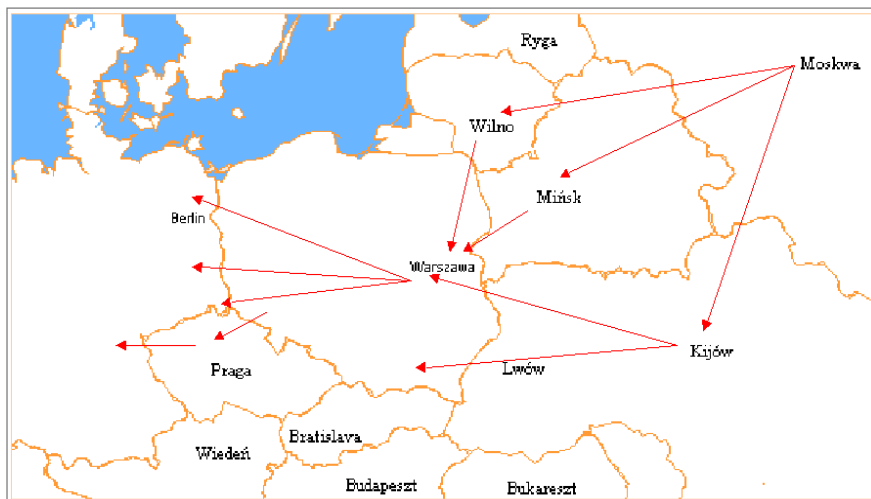 Ryga
Moskwa
Wilno
Mińsk
Berlin
Warszawa
Kijów
Praga
Lwów
Bratislava
Wiedeń
Budapeszt
Bukareszt